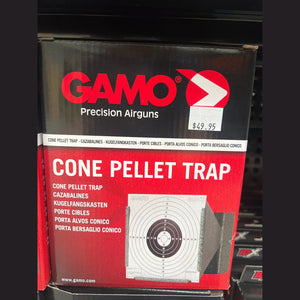 GAMO®
Precision Airguns
$49.95
CONE PELLET TRAP - CAZABALINES - KUGELFANGKASTEN - PORTE CIBLES - PORTA ALVOS CONICO - PORTA BERSAGLIO CONICO
CONE PELLET TRAP
CONE PELLET TRAP
CAZABALINES
KUGELFANGKASTEN
PORTE CIBLES
PORTA ALVOS CONICO
PORTA BERSAGLIO CONICO
www.gamo.com